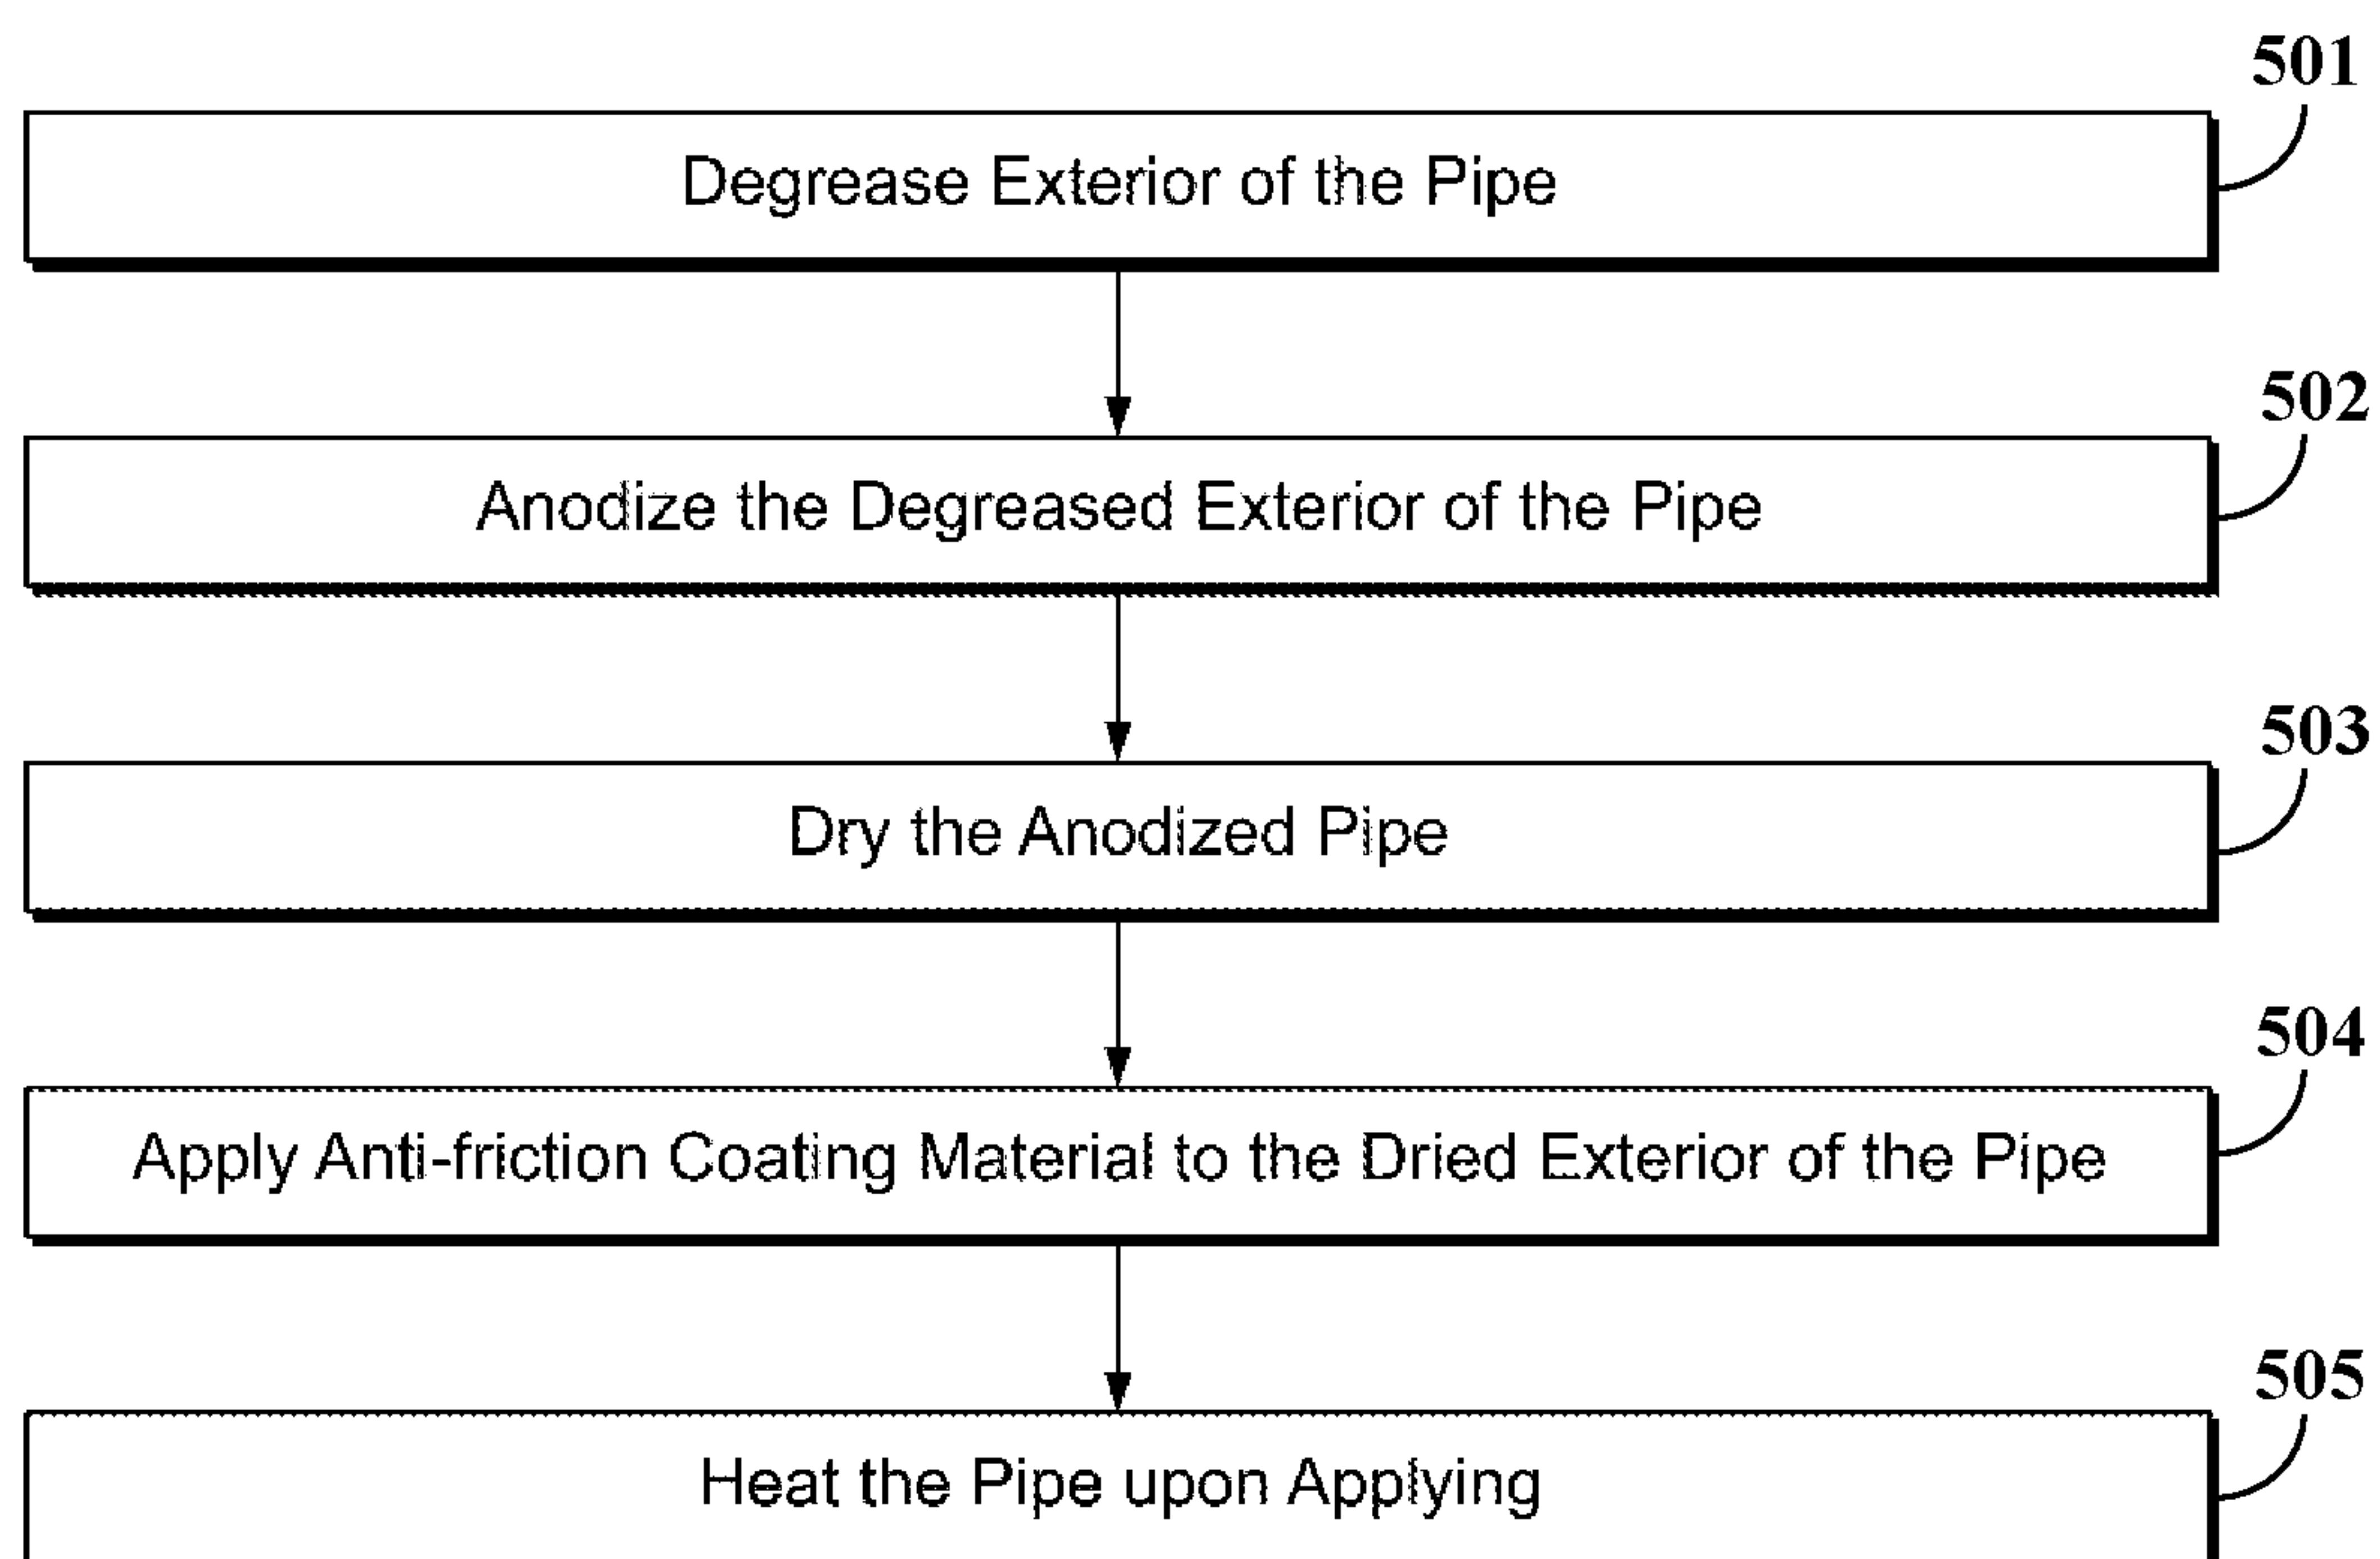 501
Degrease Exterior of the Pipe
502
Anodize the Degreased Exterior of the Pipe
503
Dry the Anodized Pipe
504
Apply Anti-friction Coating Material to the Dried Exterior of the Pipe
505
Heat the Pipe upon Applying